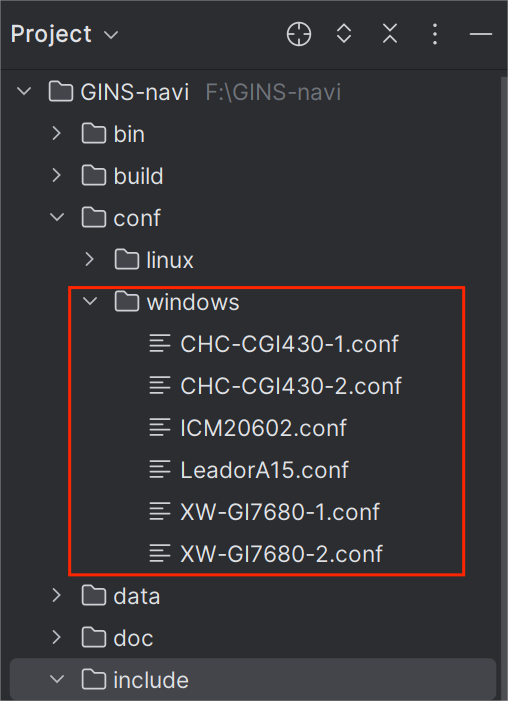 Project
GINS-navi F:\GINS-navi
bin
build
conf
linux
windows
CHC-CGI430-1.conf
CHC-CGI430-2.conf
ICM20602.conf
LeadorA15.conf
XW-GI7680-1.conf
XW-GI7680-2.conf
data
doc
include